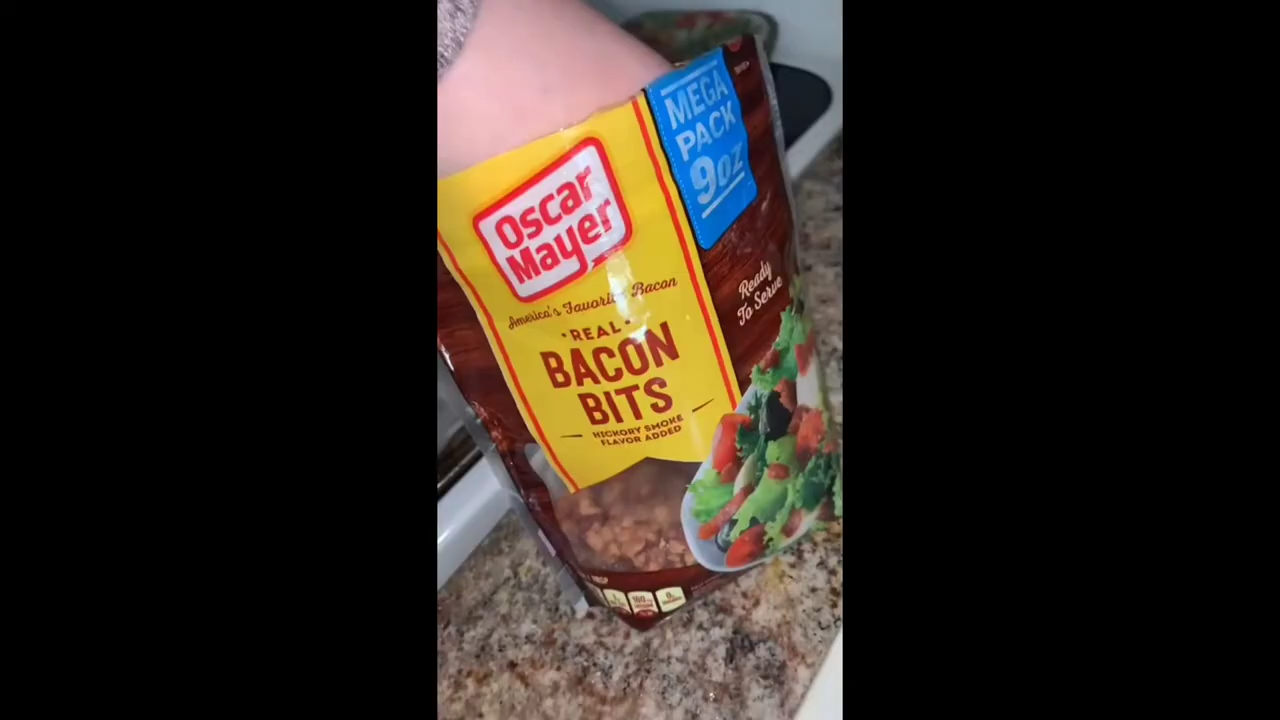 MEGA
PACK
9oz
Oscar
Mayer
America's Favorite Bacon
Ready
To Serve
• REAL •
BACON
BITS
HICKORY SMOKE
FLAVOR ADDED